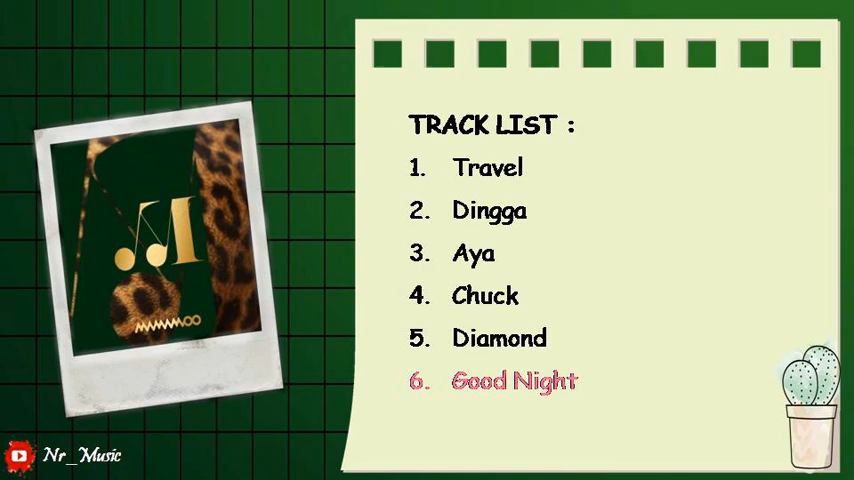 TRACK LIST :
1. Travel
2. Dingga
3. Aya
4. Chuck
5. Diamond
6. Good Night
MAMAMOO
Nr_Music